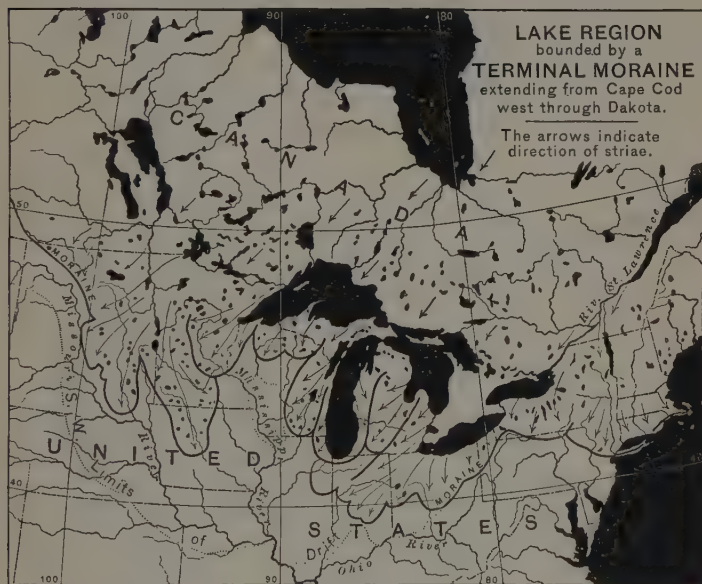 100
90
80
LAKE REGION
bounded by a
TERMINAL MORAINE
extending from Cape Cod
west through Dakota.
The arrows indicate
direction of striae.
CANADA
50
MORAINE
Riv. St. Lawrence
Missouri
Mississippi
UNITED
River
River
MORAINE
40
40
Limits
of
STATES
Drift
River
Ohio
100
90
80